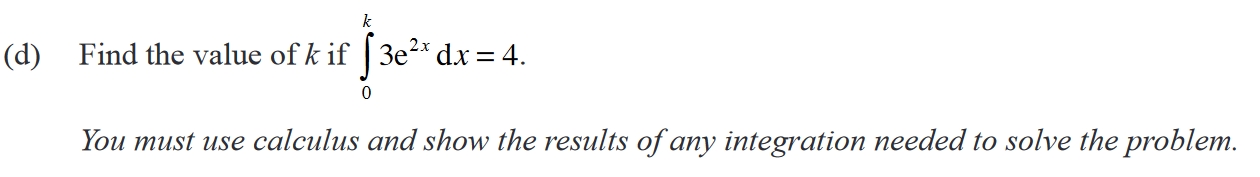 (d) Find the value of k if ∫₀ᵏ 3e²ˣ dx = 4.
You must use calculus and show the results of any integration needed to solve the problem.